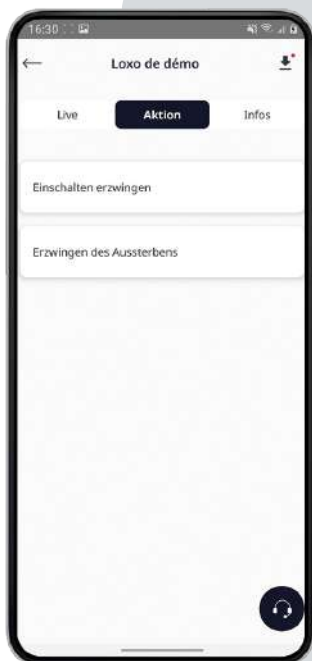 16:30
Loxo de démo
Live Aktion Infos
Einschalten erzwingen
Erzwingen des Aussterbens